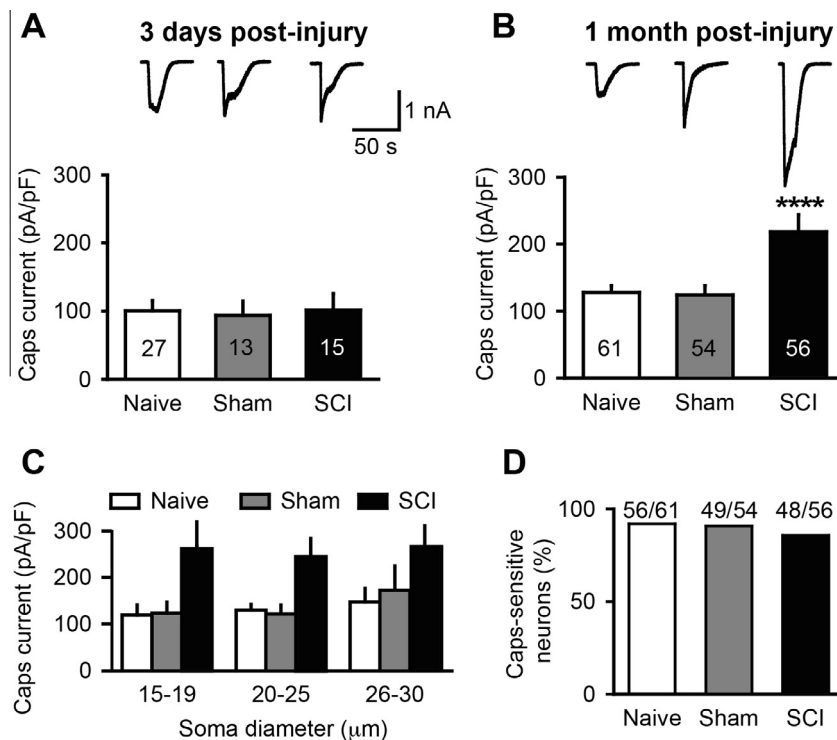 A
3 days post-injury
1 nA
50 s
Caps current (pA/pF)
300
200
100
0
27
13
15
Naive
Sham
SCI
B
1 month post-injury
Caps current (pA/pF)
300
200
100
0
****
61
54
56
Naive
Sham
SCI
C
Naive
Sham
SCI
Caps current (pA/pF)
300
200
100
0
15-19
20-25
26-30
Soma diameter (μm)
D
Caps-sensitive
neurons (%)
100
50
0
56/61
49/54
48/56
Naive
Sham
SCI